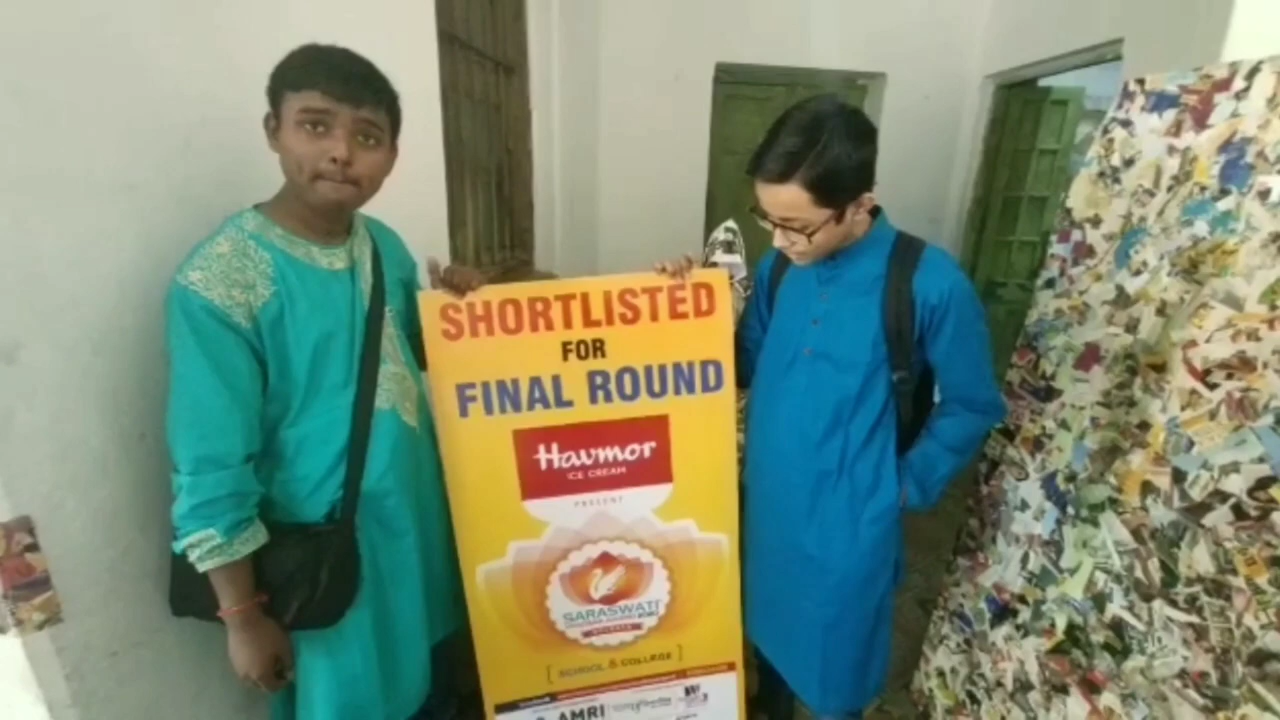 SHORTLISTED
FOR
FINAL ROUND
Havmor
ICE CREAM
PRESENT
SARASWATI
[ SCHOOL & COLLEGE ]
AMRI